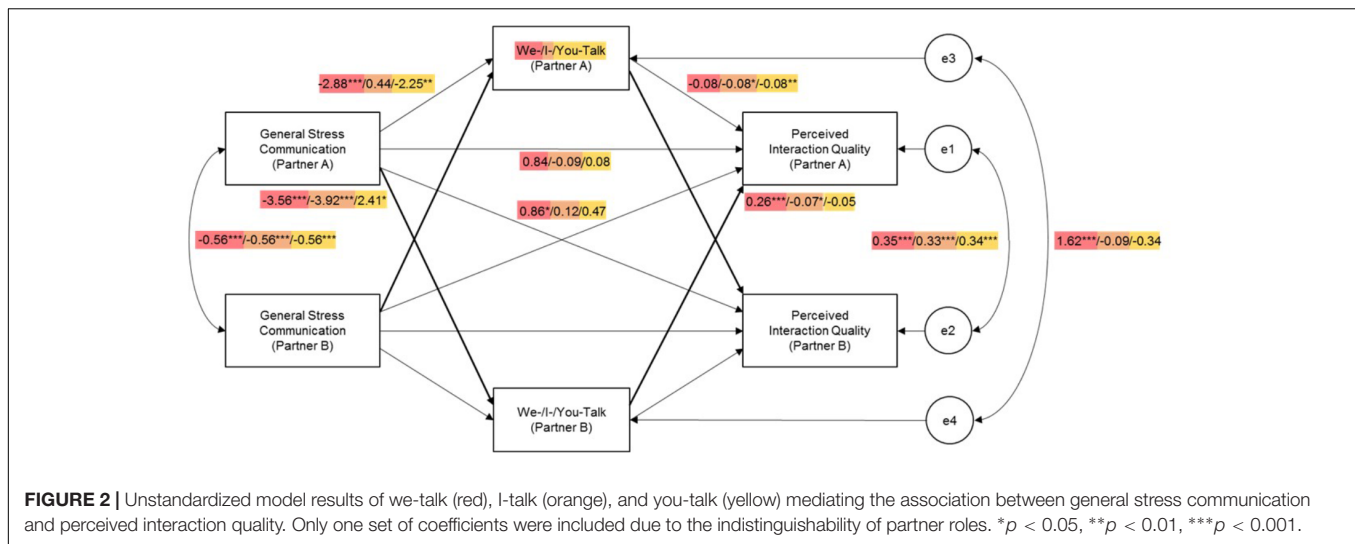 We-/I-/You-Talk
(Partner A)
e3
-2.88***/0.44/-2.25**
-0.08/-0.08*/-0.08**
General Stress
Communication
(Partner A)
Perceived
Interaction Quality
(Partner A)
e1
0.84/-0.09/0.08
-3.56***/-3.92***/2.41*
0.26***/-0.07*/-0.05
0.86*/0.12/0.47
-0.56***/-0.56***/-0.56***
0.35***/0.33***/0.34***
1.62***/-0.09/-0.34
General Stress
Communication
(Partner B)
Perceived
Interaction Quality
(Partner B)
e2
We-/I-/You-Talk
(Partner B)
e4
FIGURE 2 | Unstandardized model results of we-talk (red), I-talk (orange), and you-talk (yellow) mediating the association between general stress communication
and perceived interaction quality. Only one set of coefficients were included due to the indistinguishability of partner roles. *p < 0.05, **p < 0.01, ***p < 0.001.